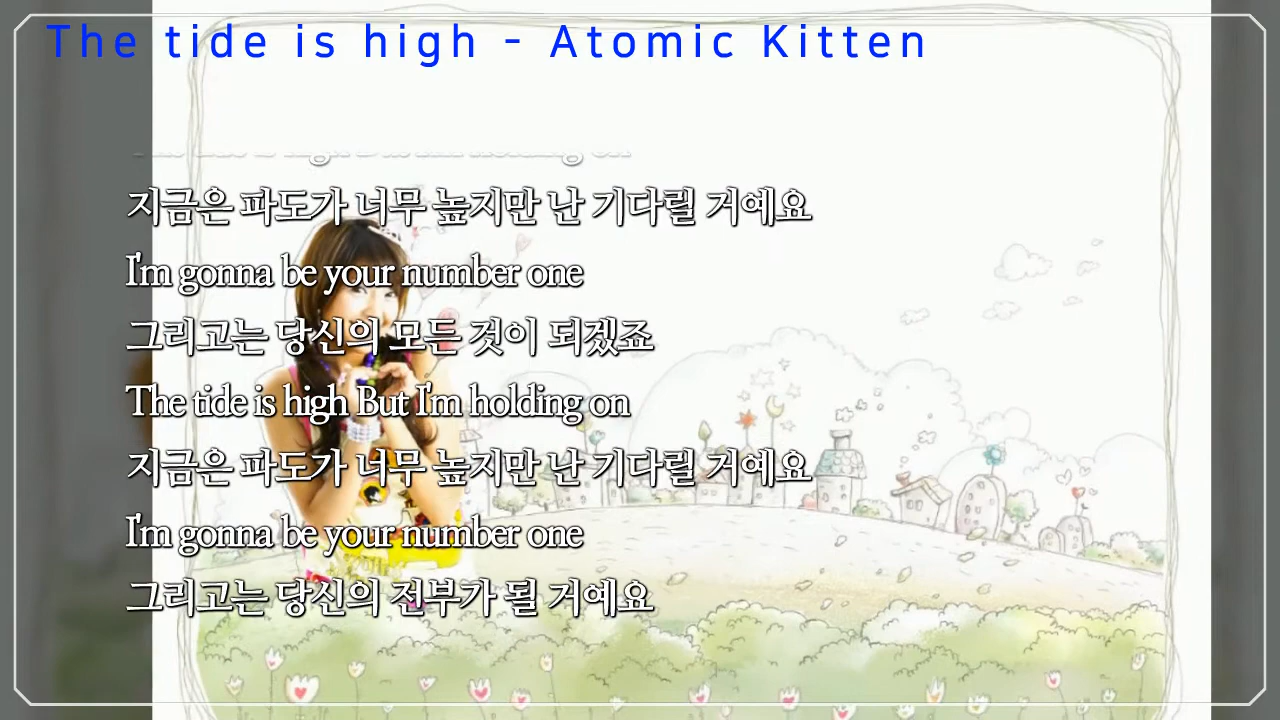 The tide is high - Atomic Kitten
지금은 파도가 너무 높지만 난 기다릴 거예요
I'm gonna be your number one
그리고는 당신의 모든 것이 되겠죠
The tide is high But I'm holding on
지금은 파도가 너무 높지만 난 기다릴 거예요
I'm gonna be your number one
그리고는 당신의 전부가 될 거예요